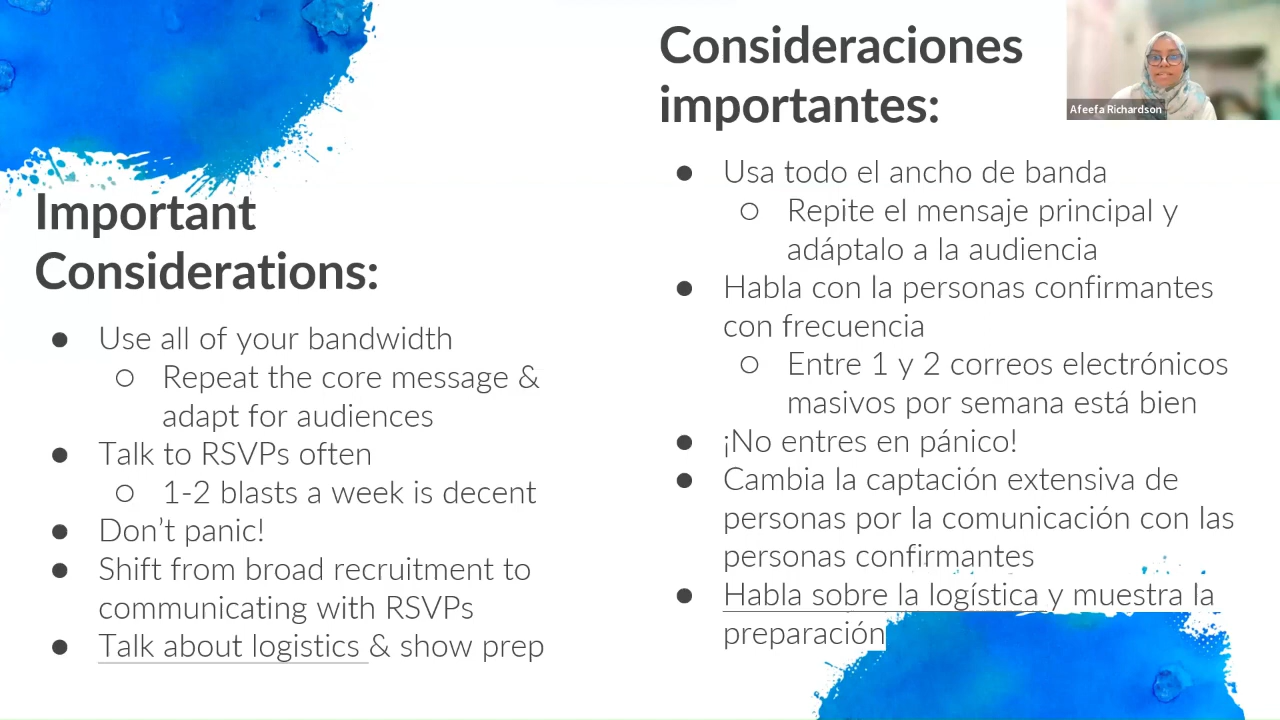 Important
Considerations:
● Use all of your bandwidth
○ Repeat the core message &
adapt for audiences
● Talk to RSVPs often
○ 1-2 blasts a week is decent
● Don’t panic!
● Shift from broad recruitment to
communicating with RSVPs
● Talk about logistics & show prep
Consideraciones
importantes:
● Usa todo el ancho de banda
○ Repite el mensaje principal y
adáptalo a la audiencia
● Habla con la personas confirmantes
con frecuencia
○ Entre 1 y 2 correos electrónicos
masivos por semana está bien
● ¡No entres en pánico!
● Cambia la captación extensiva de
personas por la comunicación con las
personas confirmantes
● Habla sobre la logística y muestra la
preparación
Afeefa Richardson